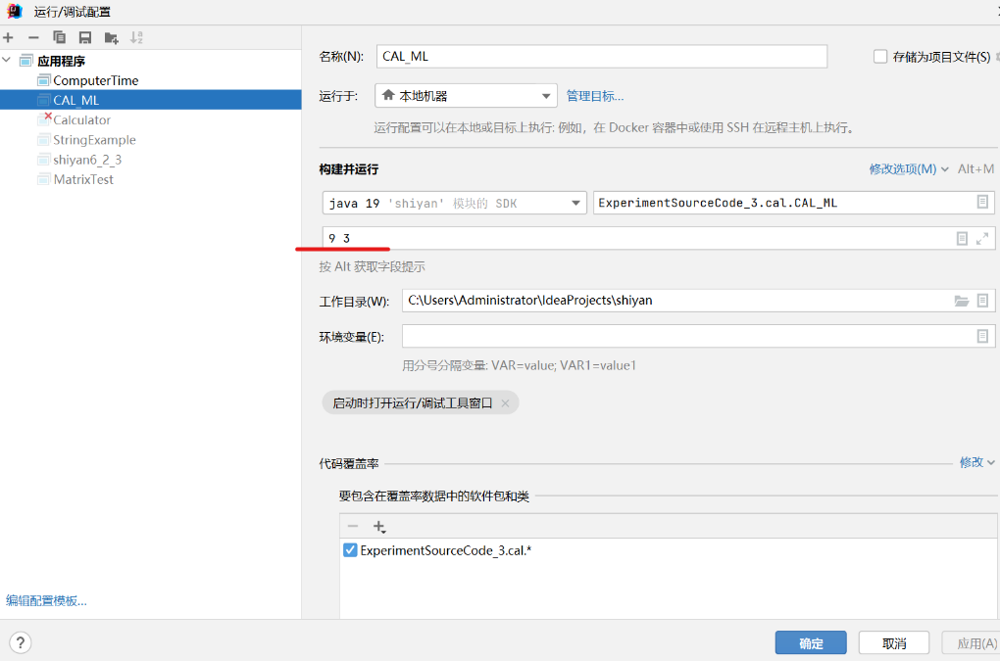 运行/调试配置
应用程序
ComputerTime
CAL_ML
Calculator
StringExample
shiyan6_2_3
MatrixTest
编辑配置模板...
名称(N): CAL_ML 存储为项目文件(S)
运行于: 本地机器 管理目标...
运行配置可以在本地或目标上执行: 例如，在 Docker 容器中或使用 SSH 在远程主机上执行。
构建并运行 修改选项(M) Alt+M
java 19 'shiyan' 模块的 SDK ExperimentSourceCode_3.cal.CAL_ML
9 3
按 Alt 获取字段提示
工作目录(W): C:\Users\Administrator\IdeaProjects\shiyan
环境变量(E):
用分号分隔变量: VAR=value; VAR1=value1
启动时打开运行/调试工具窗口
代码覆盖率 修改
要包含在覆盖率数据中的软件包和类
ExperimentSourceCode_3.cal.*
? 确定 取消 应用(A)